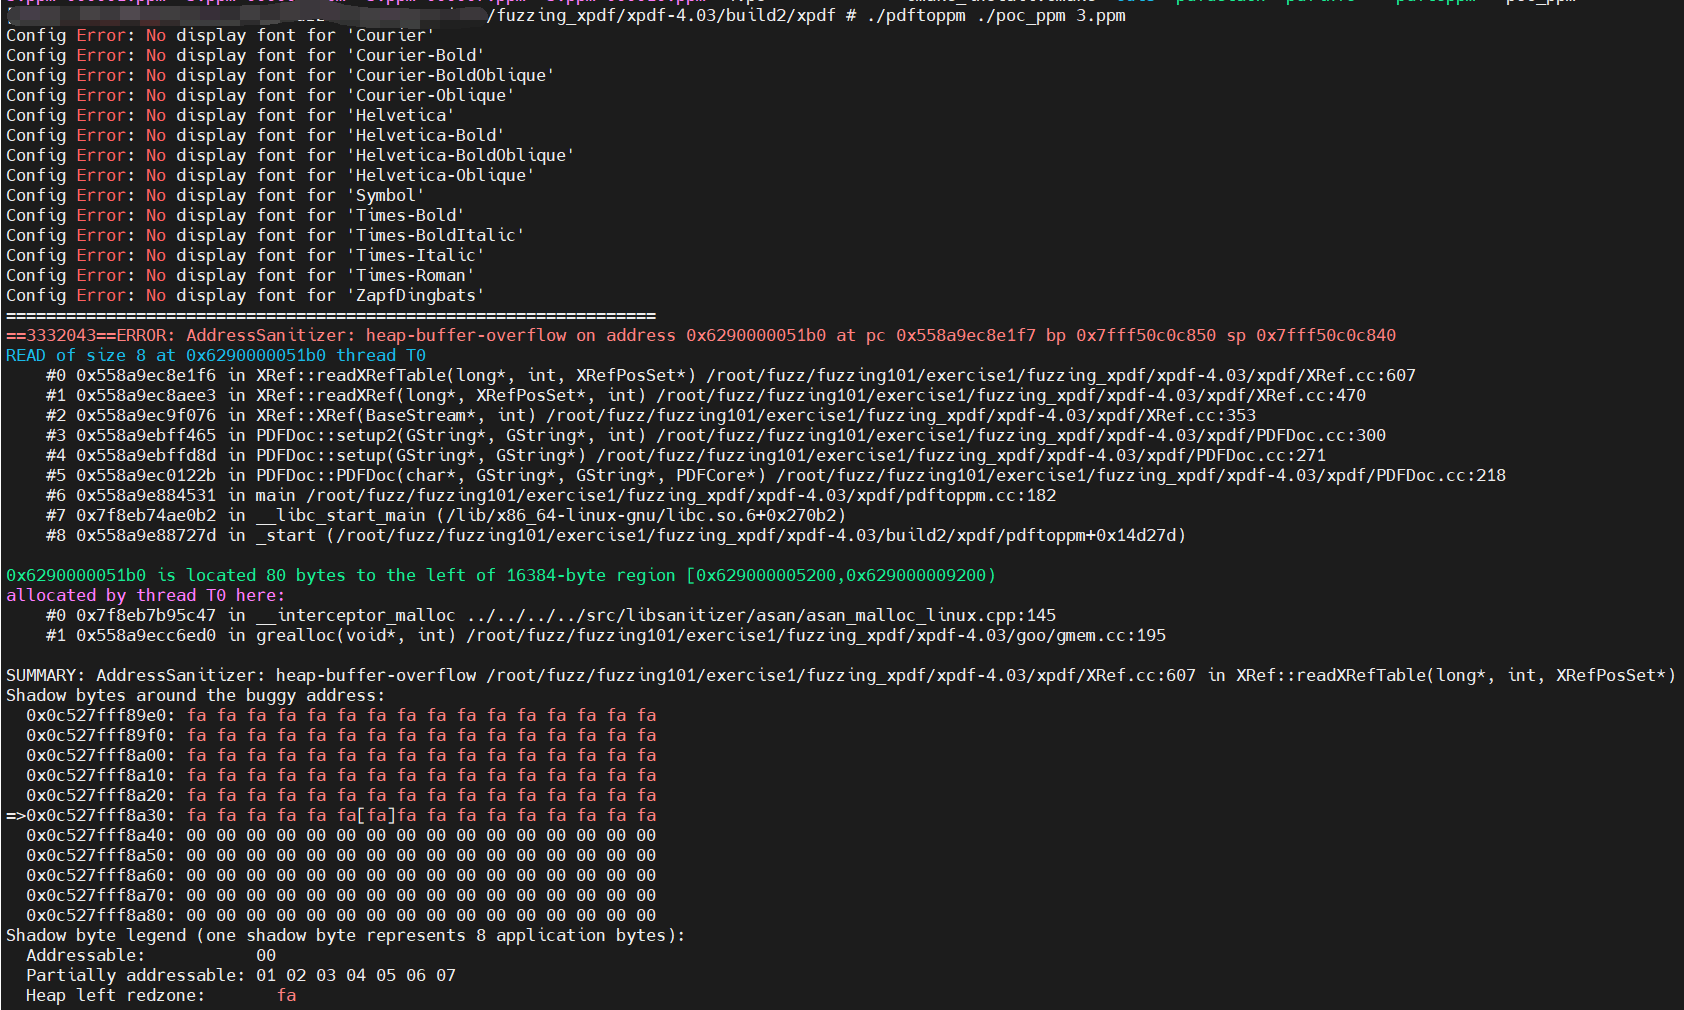 /fuzzing_xpdf/xpdf-4.03/build2/xpdf # ./pdftoppm ./poc_ppm 3.ppm
Config Error: No display font for 'Courier'
Config Error: No display font for 'Courier-Bold'
Config Error: No display font for 'Courier-BoldOblique'
Config Error: No display font for 'Courier-Oblique'
Config Error: No display font for 'Helvetica'
Config Error: No display font for 'Helvetica-Bold'
Config Error: No display font for 'Helvetica-BoldOblique'
Config Error: No display font for 'Helvetica-Oblique'
Config Error: No display font for 'Symbol'
Config Error: No display font for 'Times-Bold'
Config Error: No display font for 'Times-BoldItalic'
Config Error: No display font for 'Times-Italic'
Config Error: No display font for 'Times-Roman'
Config Error: No display font for 'ZapfDingbats'
=================================================================
==3332043==ERROR: AddressSanitizer: heap-buffer-overflow on address 0x6290000051b0 at pc 0x558a9ec8e1f7 bp 0x7fff50c0c850 sp 0x7fff50c0c840
READ of size 8 at 0x6290000051b0 thread T0
    #0 0x558a9ec8e1f6 in XRef::readXRefTable(long*, int, XRefPosSet*) /root/fuzz/fuzzing101/exercise1/fuzzing_xpdf/xpdf-4.03/xpdf/XRef.cc:607
    #1 0x558a9ec8aee3 in XRef::readXRef(long*, XRefPosSet*, int) /root/fuzz/fuzzing101/exercise1/fuzzing_xpdf/xpdf-4.03/xpdf/XRef.cc:470
    #2 0x558a9ec9f076 in XRef::XRef(BaseStream*, int) /root/fuzz/fuzzing101/exercise1/fuzzing_xpdf/xpdf-4.03/xpdf/XRef.cc:353
    #3 0x558a9ebff465 in PDFDoc::setup2(GString*, GString*, int) /root/fuzz/fuzzing101/exercise1/fuzzing_xpdf/xpdf-4.03/xpdf/PDFDoc.cc:300
    #4 0x558a9ebffd8d in PDFDoc::setup(GString*, GString*) /root/fuzz/fuzzing101/exercise1/fuzzing_xpdf/xpdf-4.03/xpdf/PDFDoc.cc:271
    #5 0x558a9ec0122b in PDFDoc::PDFDoc(char*, GString*, GString*, PDFCore*) /root/fuzz/fuzzing101/exercise1/fuzzing_xpdf/xpdf-4.03/xpdf/PDFDoc.cc:218
    #6 0x558a9e884531 in main /root/fuzz/fuzzing101/exercise1/fuzzing_xpdf/xpdf-4.03/xpdf/pdftoppm.cc:182
    #7 0x7f8eb74ae0b2 in __libc_start_main (/lib/x86_64-linux-gnu/libc.so.6+0x270b2)
    #8 0x558a9e88727d in _start (/root/fuzz/fuzzing101/exercise1/fuzzing_xpdf/xpdf-4.03/build2/xpdf/pdftoppm+0x14d27d)
0x6290000051b0 is located 80 bytes to the left of 16384-byte region [0x629000005200,0x629000009200)
allocated by thread T0 here:
    #0 0x7f8eb7b95c47 in __interceptor_malloc ../../../../src/libsanitizer/asan/asan_malloc_linux.cpp:145
    #1 0x558a9ecc6ed0 in grealloc(void*, int) /root/fuzz/fuzzing101/exercise1/fuzzing_xpdf/xpdf-4.03/goo/gmem.cc:195
SUMMARY: AddressSanitizer: heap-buffer-overflow /root/fuzz/fuzzing101/exercise1/fuzzing_xpdf/xpdf-4.03/xpdf/XRef.cc:607 in XRef::readXRefTable(long*, int, XRefPosSet*)
Shadow bytes around the buggy address:
  0x0c527fff89e0: fa fa fa fa fa fa fa fa fa fa fa fa fa fa fa fa
  0x0c527fff89f0: fa fa fa fa fa fa fa fa fa fa fa fa fa fa fa fa
  0x0c527fff8a00: fa fa fa fa fa fa fa fa fa fa fa fa fa fa fa fa
  0x0c527fff8a10: fa fa fa fa fa fa fa fa fa fa fa fa fa fa fa fa
  0x0c527fff8a20: fa fa fa fa fa fa fa fa fa fa fa fa fa fa fa fa
=>0x0c527fff8a30: fa fa fa fa fa fa[fa]fa fa fa fa fa fa fa fa fa
  0x0c527fff8a40: 00 00 00 00 00 00 00 00 00 00 00 00 00 00 00 00
  0x0c527fff8a50: 00 00 00 00 00 00 00 00 00 00 00 00 00 00 00 00
  0x0c527fff8a60: 00 00 00 00 00 00 00 00 00 00 00 00 00 00 00 00
  0x0c527fff8a70: 00 00 00 00 00 00 00 00 00 00 00 00 00 00 00 00
  0x0c527fff8a80: 00 00 00 00 00 00 00 00 00 00 00 00 00 00 00 00
Shadow byte legend (one shadow byte represents 8 application bytes):
  Addressable:           00
  Partially addressable: 01 02 03 04 05 06 07
  Heap left redzone:       fa